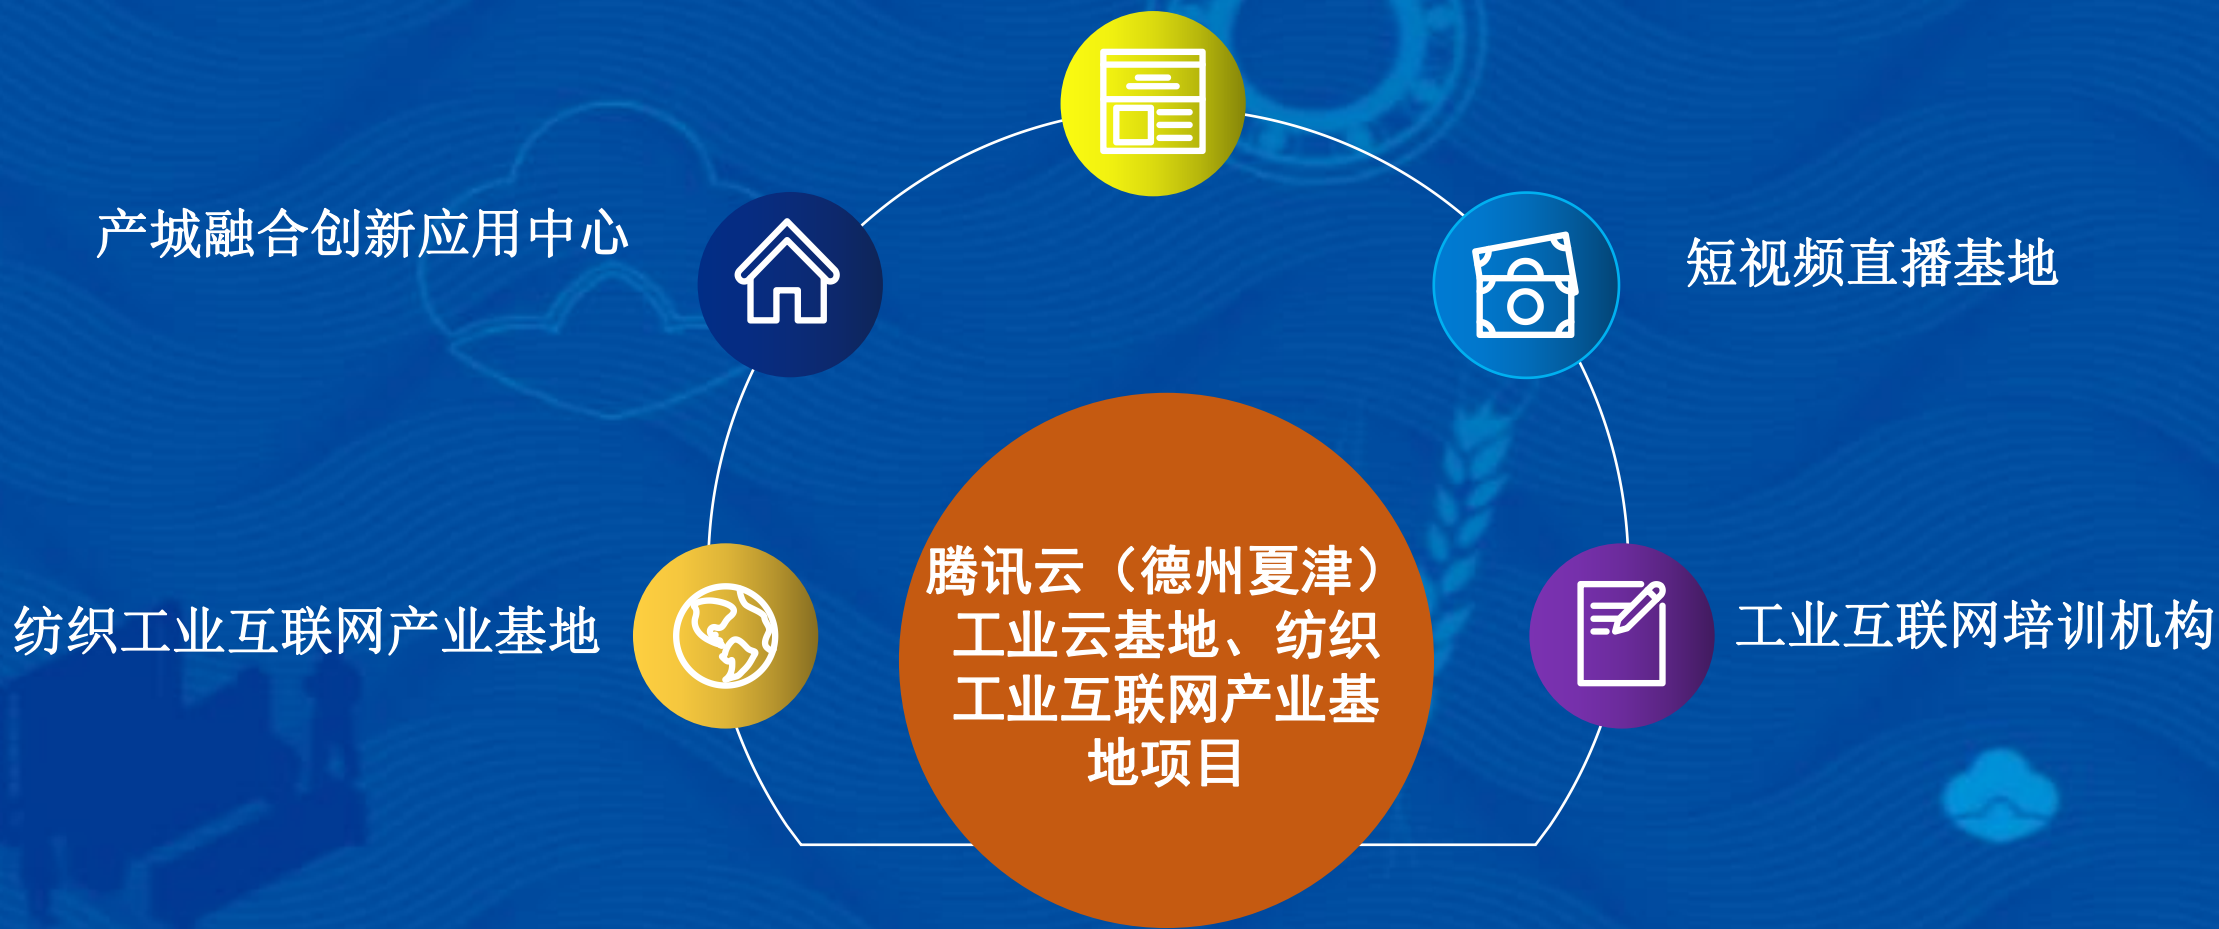 产城融合创新应用中心
短视频直播基地
纺织工业互联网产业基地
工业互联网培训机构
腾讯云（德州夏津）
工业云基地、纺织
工业互联网产业基
地项目